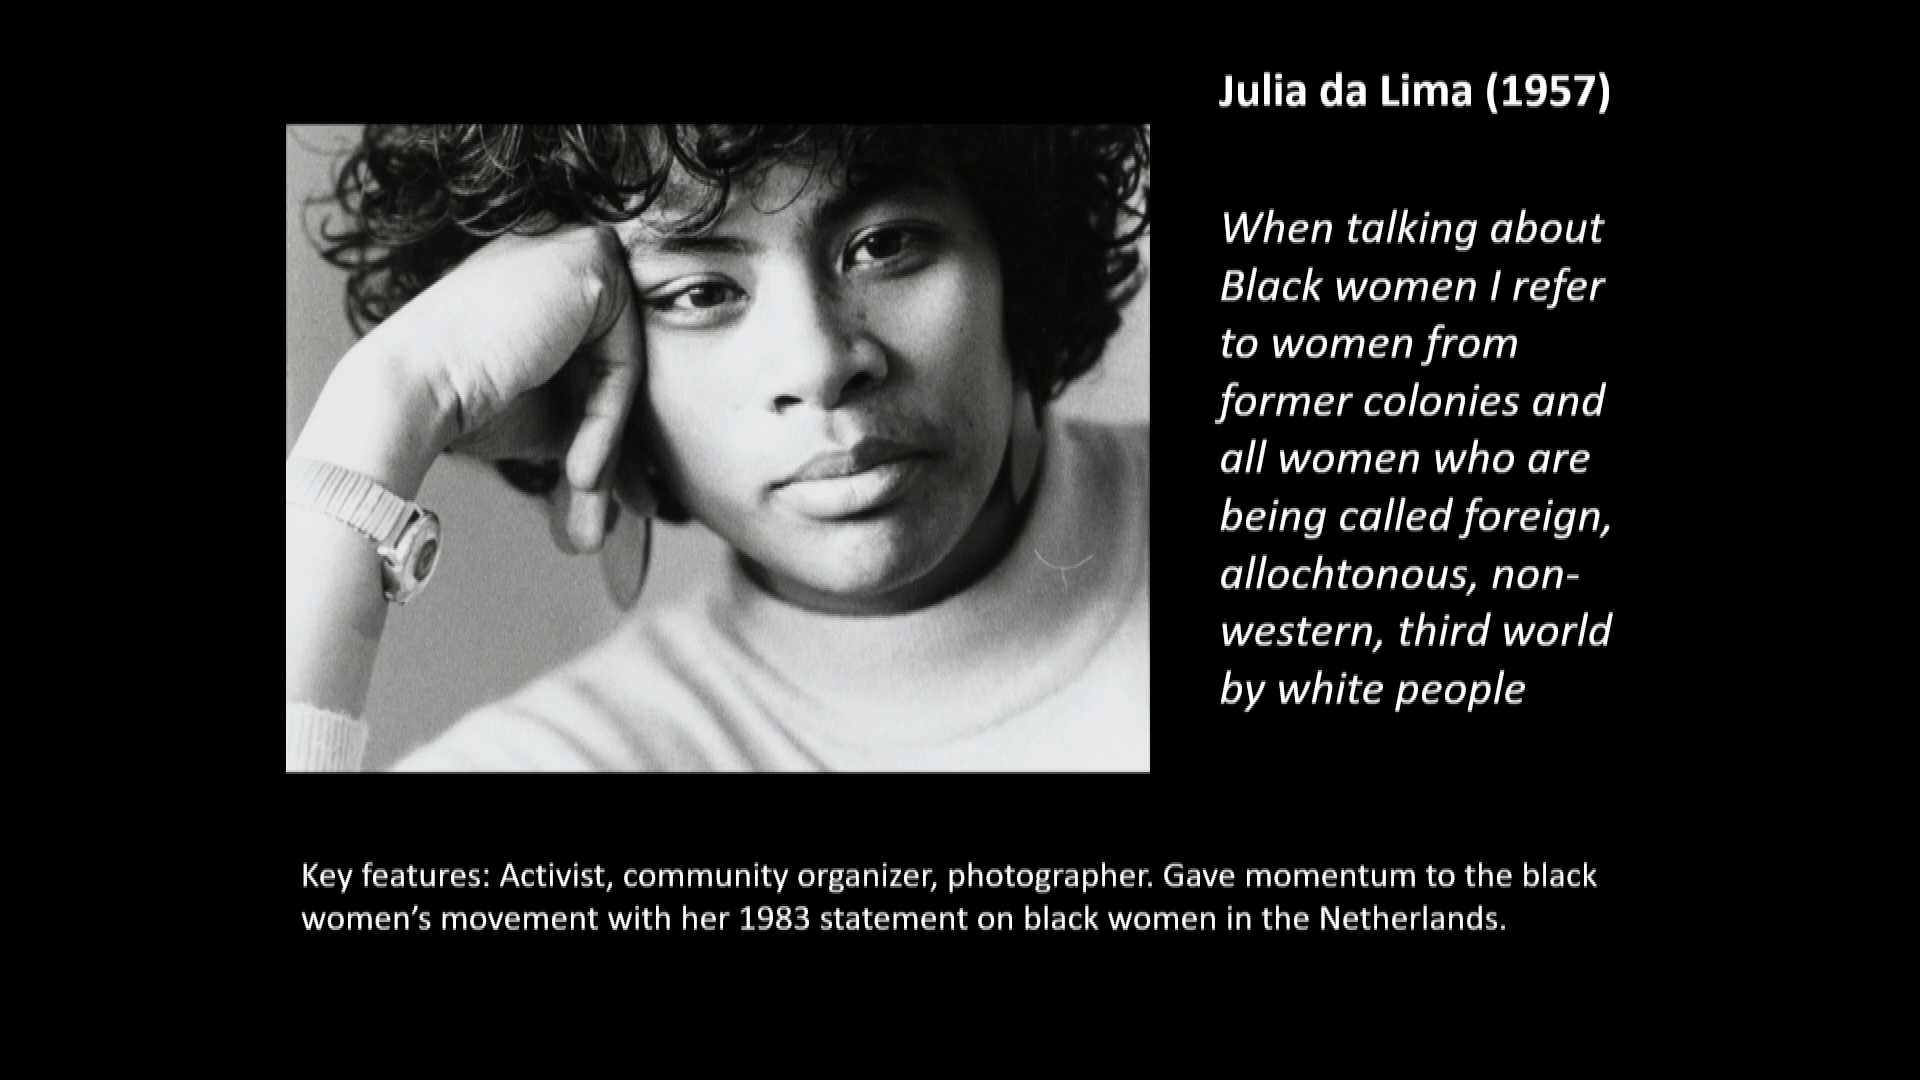 Julia da Lima (1957)
When talking about
Black women I refer
to women from
former colonies and
all women who are
being called foreign,
allochtonous, non-
western, third world
by white people
Key features: Activist, community organizer, photographer. Gave momentum to the black
women’s movement with her 1983 statement on black women in the Netherlands.